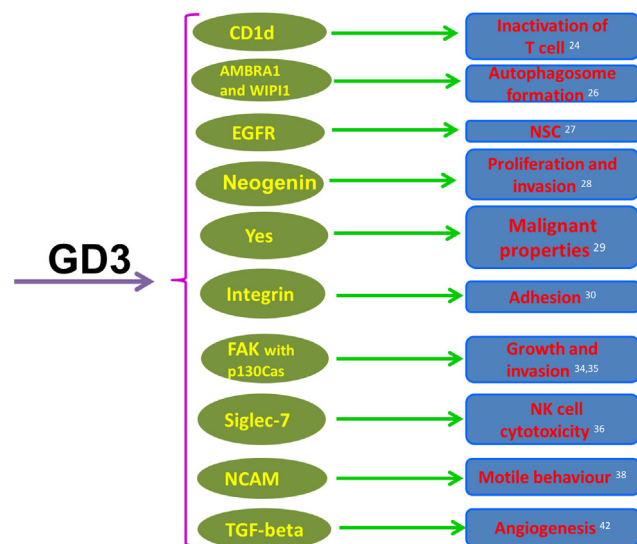 GD3
CD1d
Inactivation of
T cell 24
AMBRA1
and WIPI1
Autophagosome
formation 26
EGFR
NSC 27
Neogenin
Proliferation and
invasion 28
Yes
Malignant
properties 29
Integrin
Adhesion 30
FAK with
p130Cas
Growth and
invasion 34,35
Siglec-7
NK cell
cytotoxicity 36
NCAM
Motile behaviour 38
TGF-beta
Angiogenesis 42